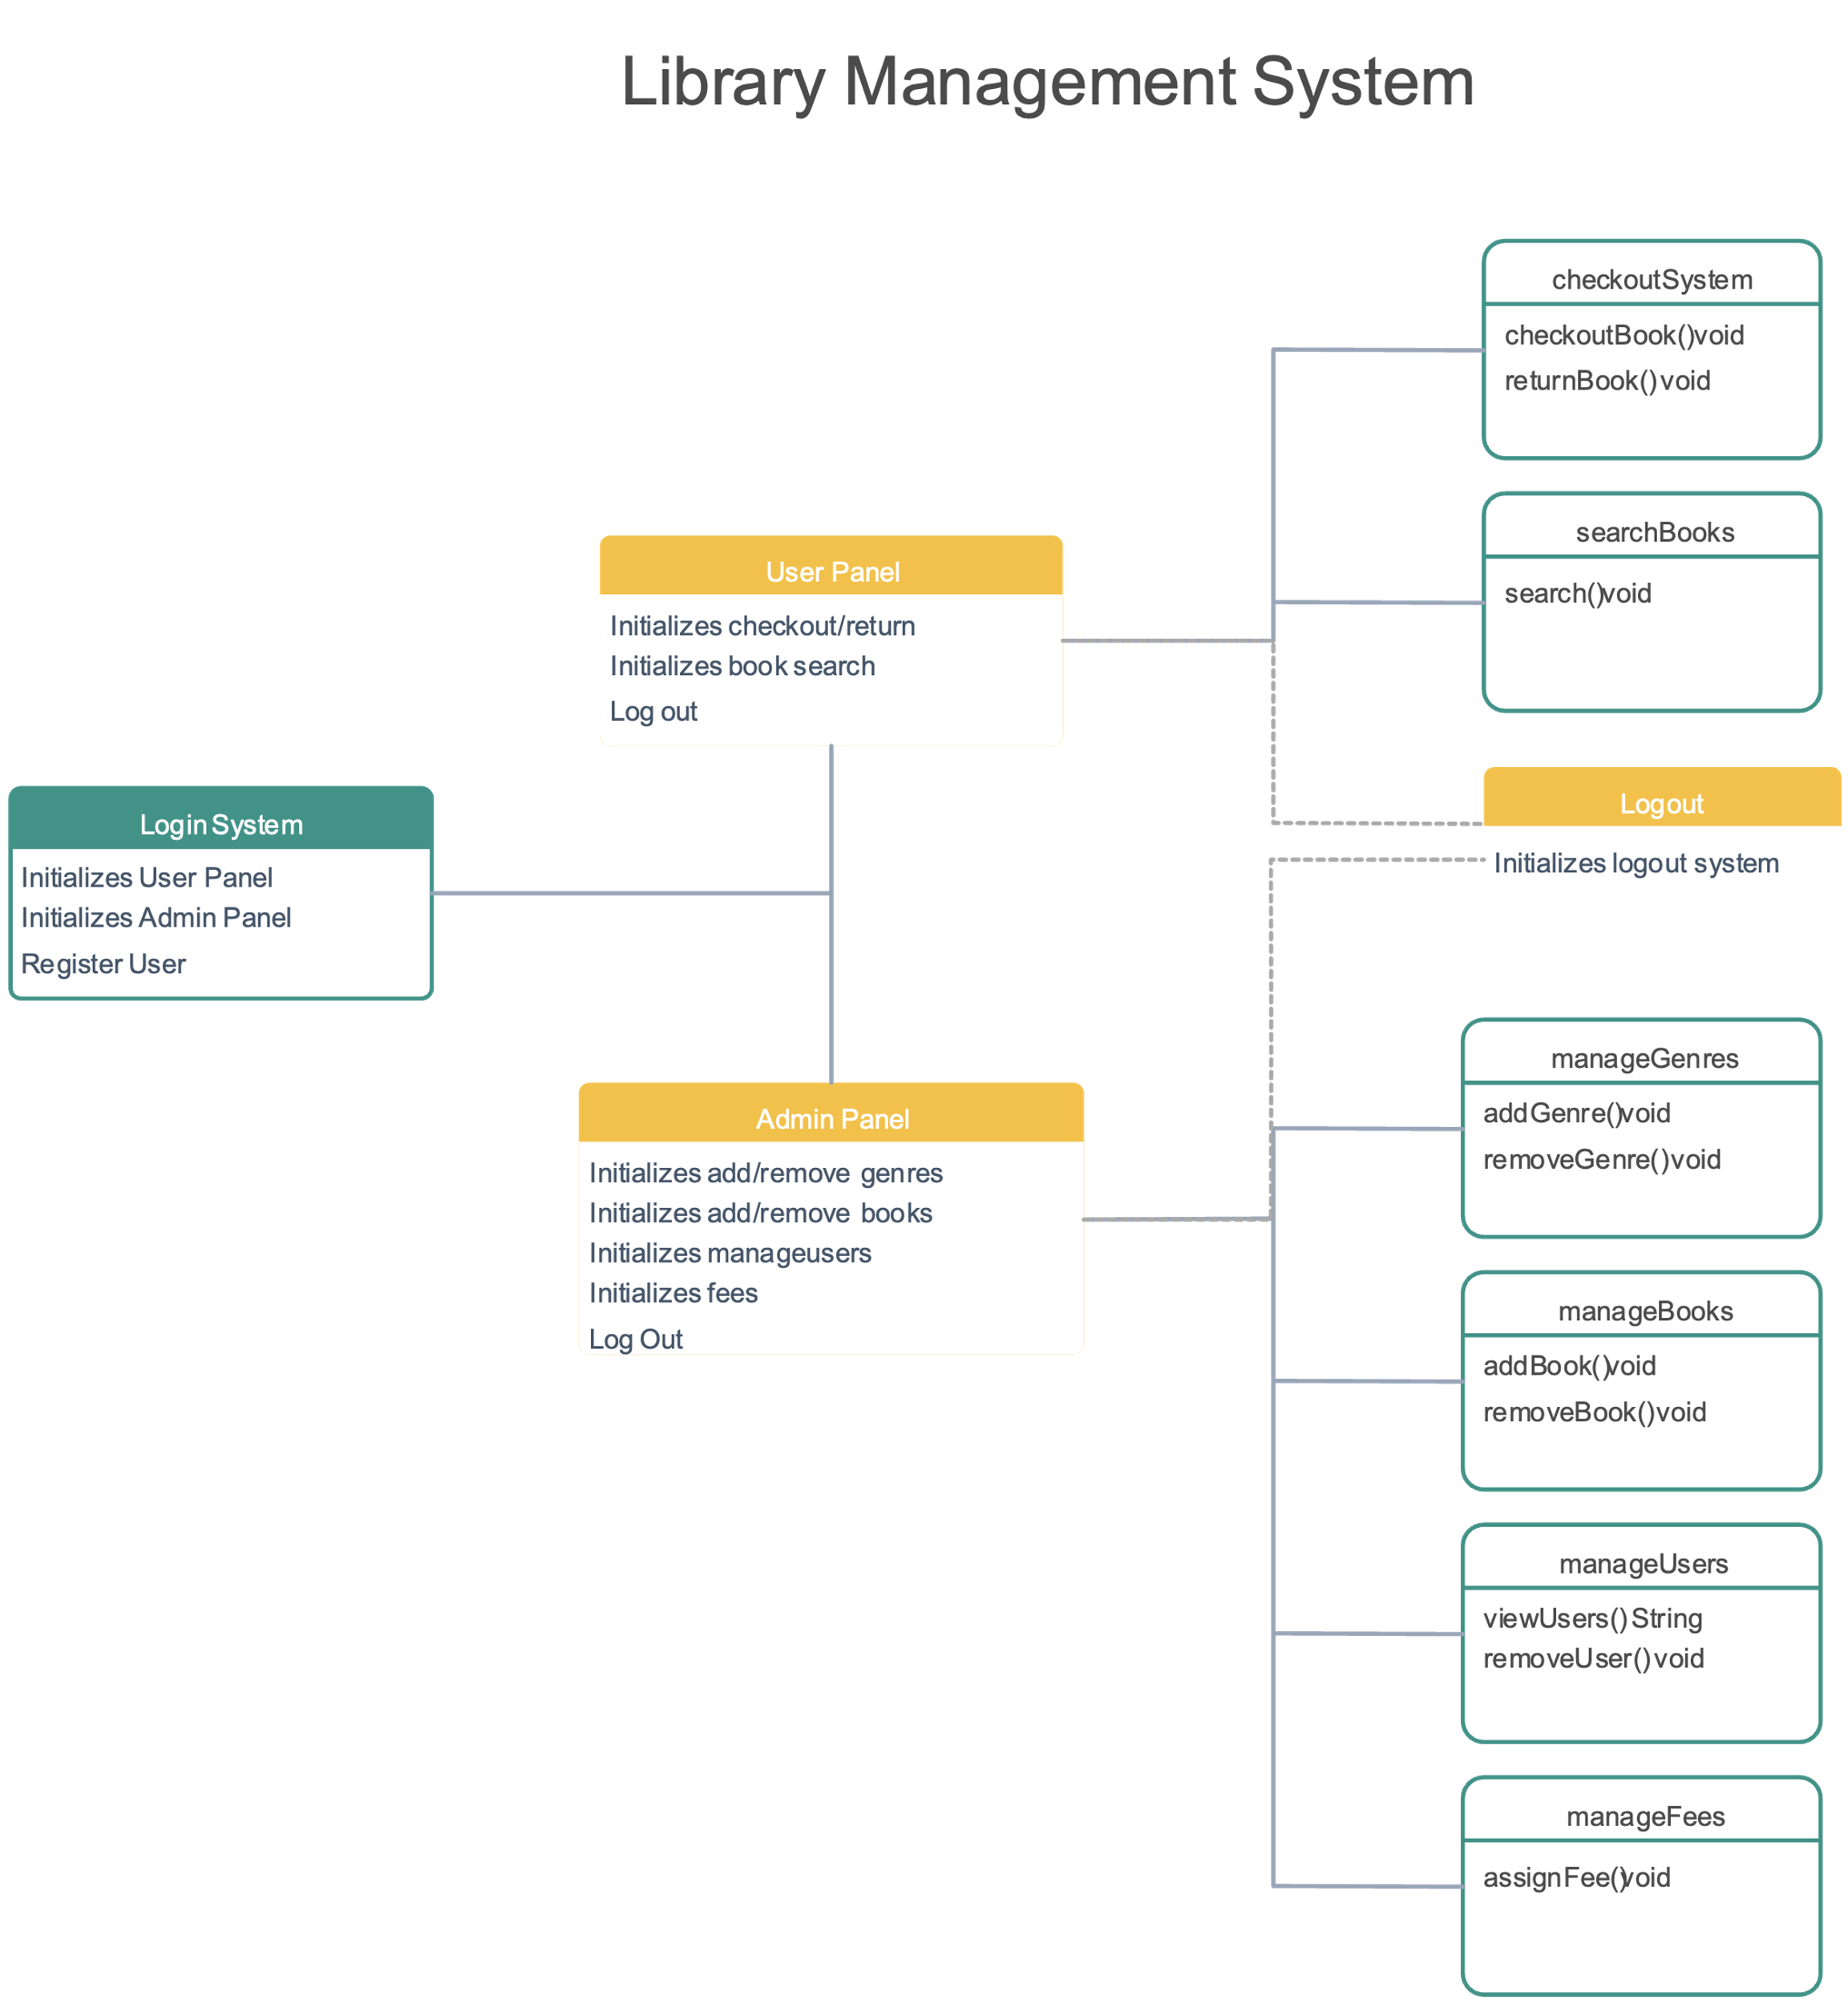 Library Management System
checkoutSystem
checkoutBook()void
returnBook() void
searchBooks
search()void
User Panel
Initializes checkout/return
Initializes book search
Log out
Logout
Initializes logout system
Login System
Initializes User Panel
Initializes Admin Panel
Register User
Admin Panel
Initializes add/remove genres
Initializes add/remove books
Initializes manageusers
Initializes fees
Log Out
manageGenres
addGenre()void
removeGenre() void
manageBooks
addBook()void
removeBook() void
manageUsers
viewUsers() String
removeUser() void
manageFees
assignFee()void